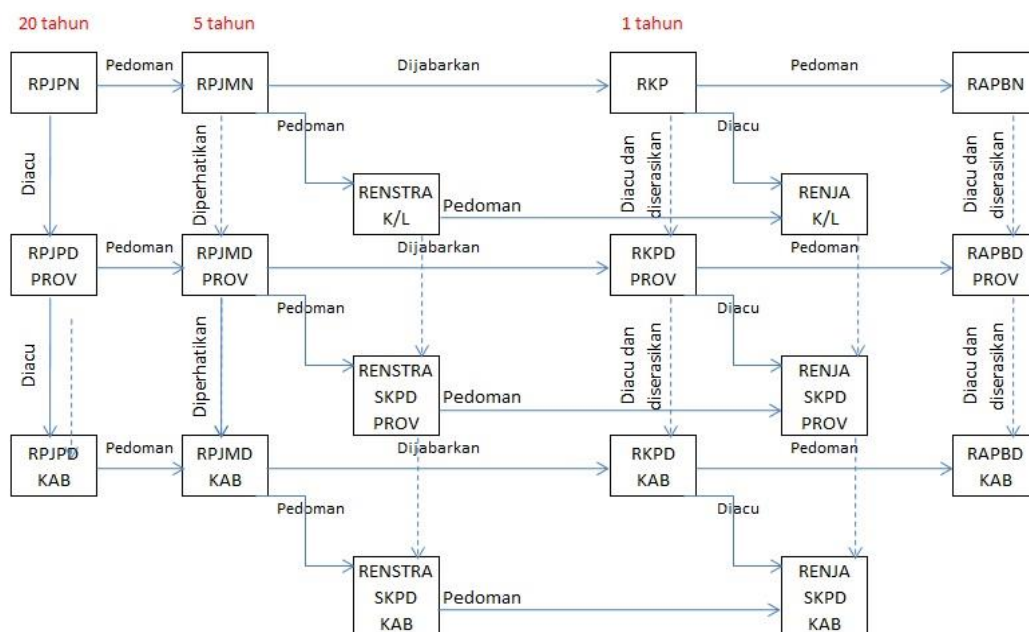 20 tahun
5 tahun
1 tahun
RPJPN
Pedoman
RPJMN
Dijabarkan
RKP
Pedoman
RAPBN
Diacu
Diperhatikan
Pedoman
Diacu dan
diserasikan
Diacu
Diacu dan
diserasikan
RENSTRA
K/L
Pedoman
RENJA
K/L
RPJPD
PROV
Pedoman
RPJMD
PROV
Dijabarkan
RKPD
PROV
Pedoman
RAPBD
PROV
Diacu
Diperhatikan
Pedoman
Diacu dan
diserasikan
Diacu
Diacu dan
diserasikan
RENSTRA
SKPD
PROV
Pedoman
RENJA
SKPD
PROV
RPJPD
KAB
Pedoman
RPJMD
KAB
Dijabarkan
RKPD
KAB
Pedoman
RAPBD
KAB
Pedoman
Diacu
RENSTRA
SKPD
KAB
Pedoman
RENJA
SKPD
KAB